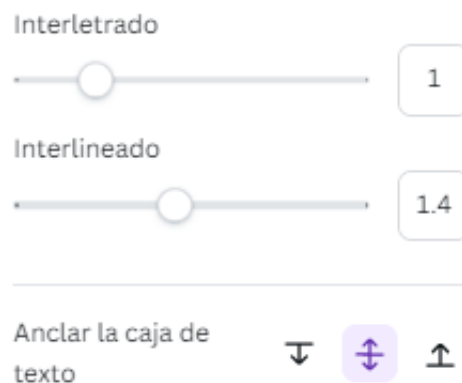 Interletrado
1
Interlineado
1.4
Anclar la caja de
texto